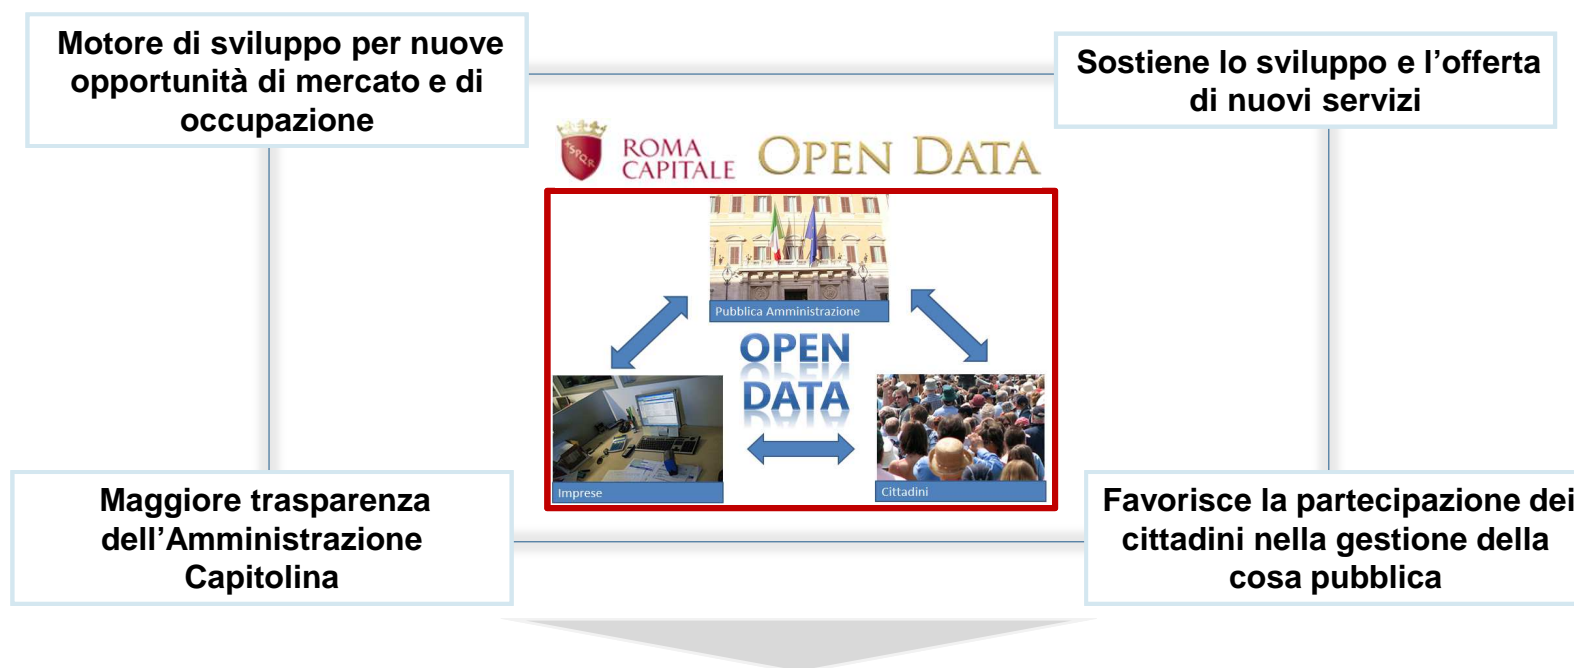 Motore di sviluppo per nuove
opportunità di mercato e di
occupazione
Sostiene lo sviluppo e l’offerta
di nuovi servizi
SPQR
ROMA
CAPITALE
OPEN DATA
Pubblica Amministrazione
OPEN
DATA
Imprese
Cittadini
Maggiore trasparenza
dell’Amministrazione
Capitolina
Favorisce la partecipazione dei
cittadini nella gestione della
cosa pubblica